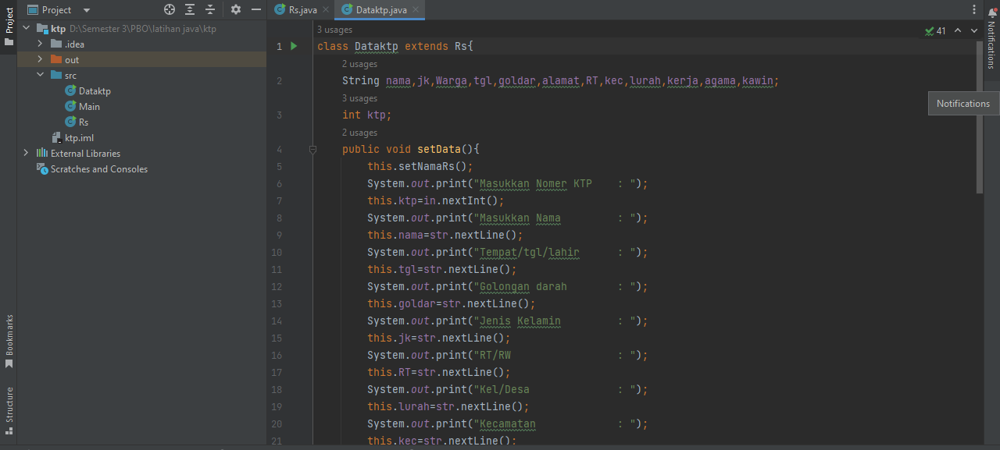 Project
Rs.java
Dataktp.java
Project
ktp D:\Semester 3\PBO\latihan java\ktp
.idea
out
src
Dataktp
Main
Rs
ktp.iml
External Libraries
Scratches and Consoles
Bookmarks
Structure
3 usages
41
1 class Dataktp extends Rs{
2 usages
2 String nama,jk,Warga,tgl,goldar,alamat,RT,kec,lurah,kerja,agama,kawin;
3 usages
3 int ktp;
2 usages
4 public void setData(){
5 this.setNamaRs();
6 System.out.print("Masukkan Nomer KTP    : ");
7 this.ktp=in.nextInt();
8 System.out.print("Masukkan Nama         : ");
9 this.nama=str.nextLine();
10 System.out.print("Tempat/tgl/lahir      : ");
11 this.tgl=str.nextLine();
12 System.out.print("Golongan darah        : ");
13 this.goldar=str.nextLine();
14 System.out.print("Jenis Kelamin         : ");
15 this.jk=str.nextLine();
16 System.out.print("RT/RW                 : ");
17 this.RT=str.nextLine();
18 System.out.print("Kel/Desa              : ");
19 this.lurah=str.nextLine();
20 System.out.print("Kecamatan             : ");
21 this.kec=str.nextLine();
Notifications
Notifications